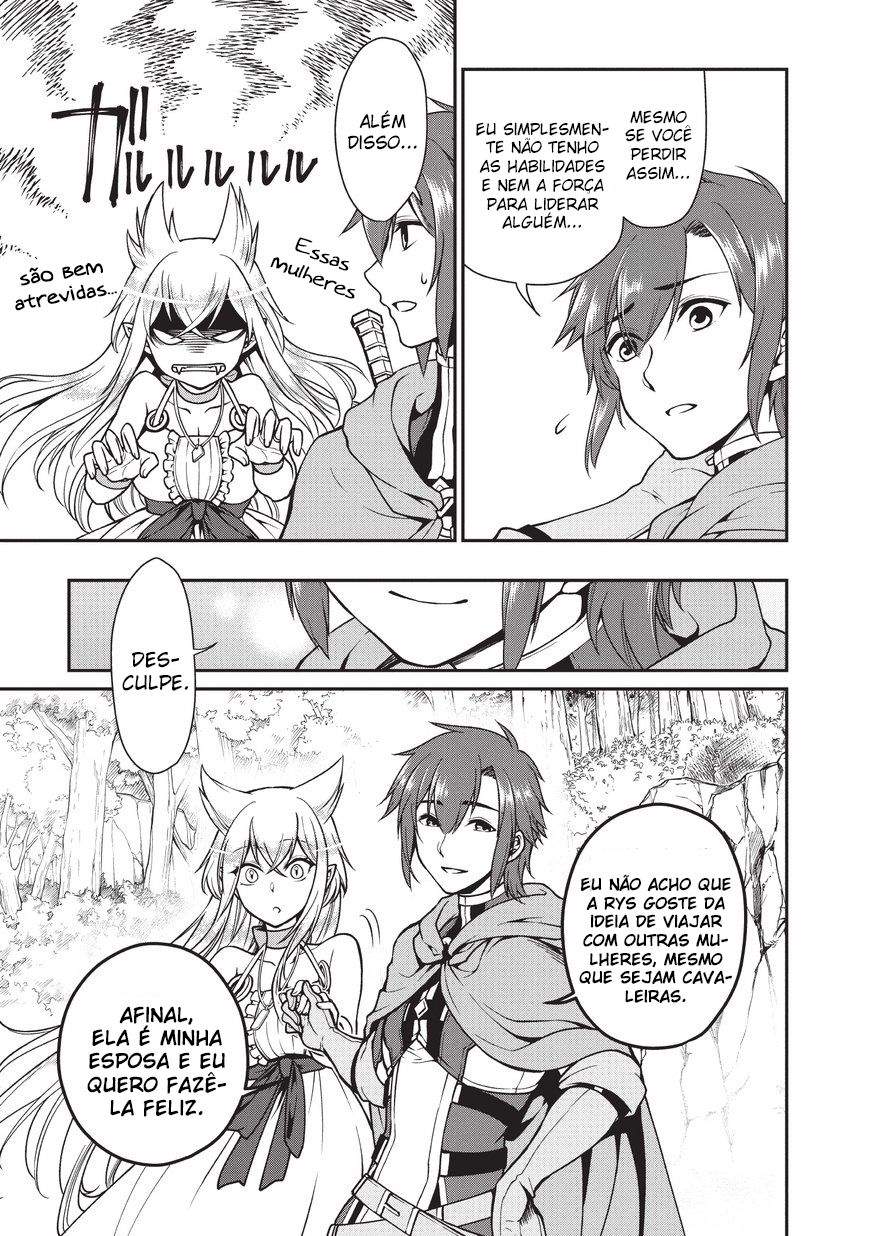 MESMO
SE VOCÊ
PERDIR
ASSIM...
EU SIMPLESMEN-
TE NÃO TENHO
AS HABILIDADES
E NEM A FORÇA
PARA LIDERAR
ALGUÉM...
ALÉM
DISSO...
ガルルルルル
Essas
mulheres
são bem
atrevidas...
DES-
CULPE.
EU NÃO ACHO QUE
A RYS GOSTE DA
IDEIA DE VIAJAR
COM OUTRAS MU-
LHERES, MESMO
QUE SEJAM CAVA-
LEIRAS.
AFINAL,
ELA É MINHA
ESPOSA E EU
QUERO FAZÊ-
LA FELIZ.